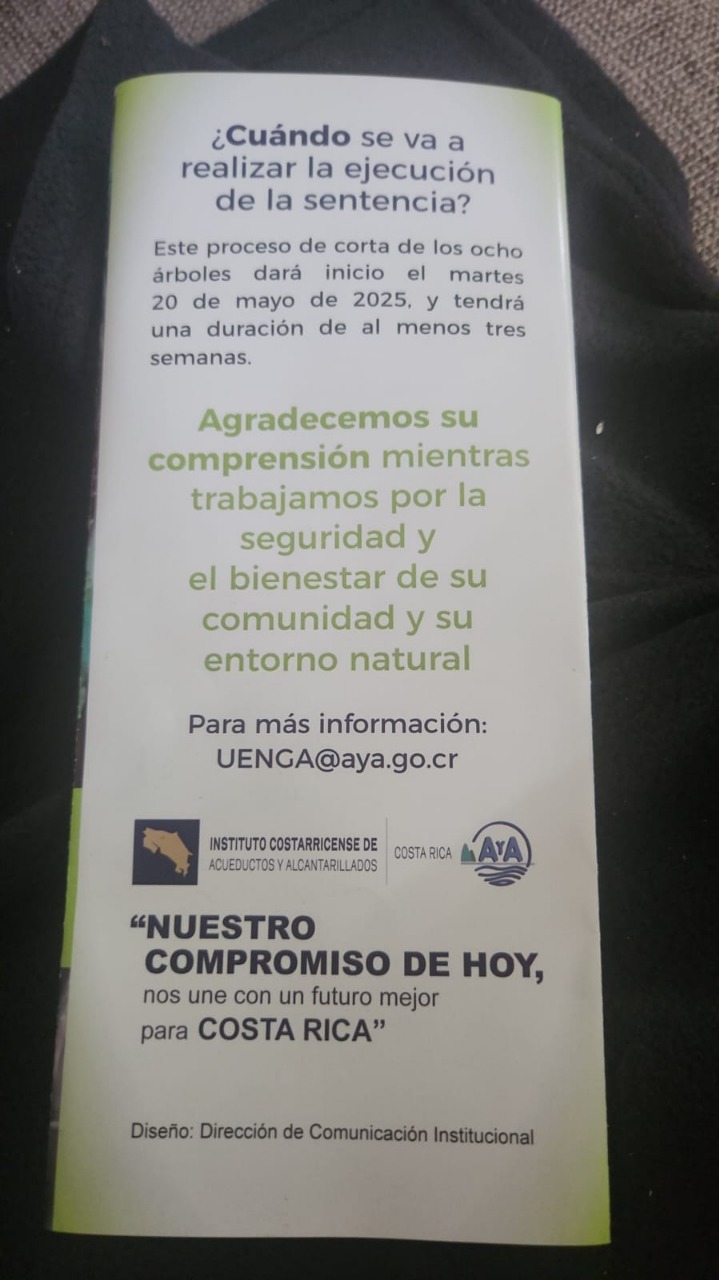 ¿Cuándo se va a
realizar la ejecución
de la sentencia?
Este proceso de corta de los ocho
árboles dará inicio el martes
20 de mayo de 2025, y tendrá
una duración de al menos tres
semanas.
Agradecemos su
comprensión mientras
trabajamos por la
seguridad y
el bienestar de su
comunidad y su
entorno natural
Para más información:
UENGA@aya.go.cr
INSTITUTO COSTARRICENSE DE
ACUEDUCTOS Y ALCANTARILLADOS
COSTA RICA
AyA
“NUESTRO
COMPROMISO DE HOY,
nos une con un futuro mejor
para COSTA RICA”
Diseño: Dirección de Comunicación Institucional